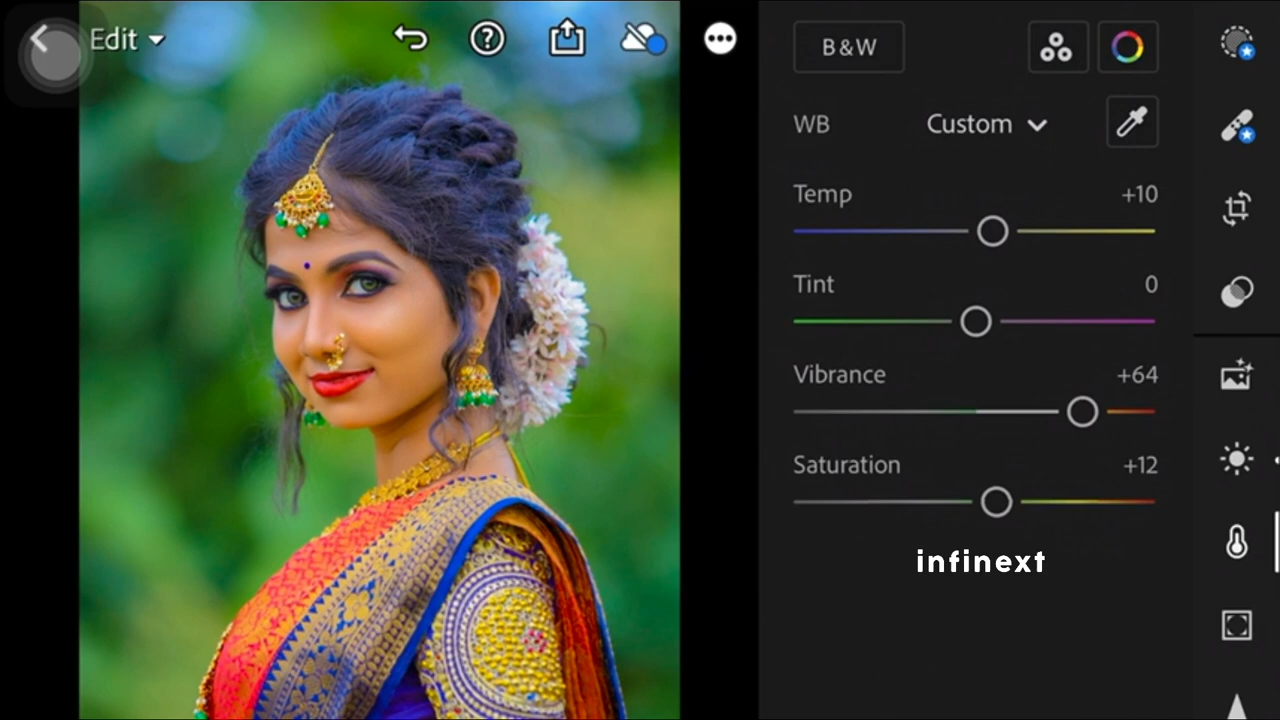 Edit
B&W
WB
Custom
Temp
+10
Tint
0
Vibrance
+64
Saturation
+12
infinext